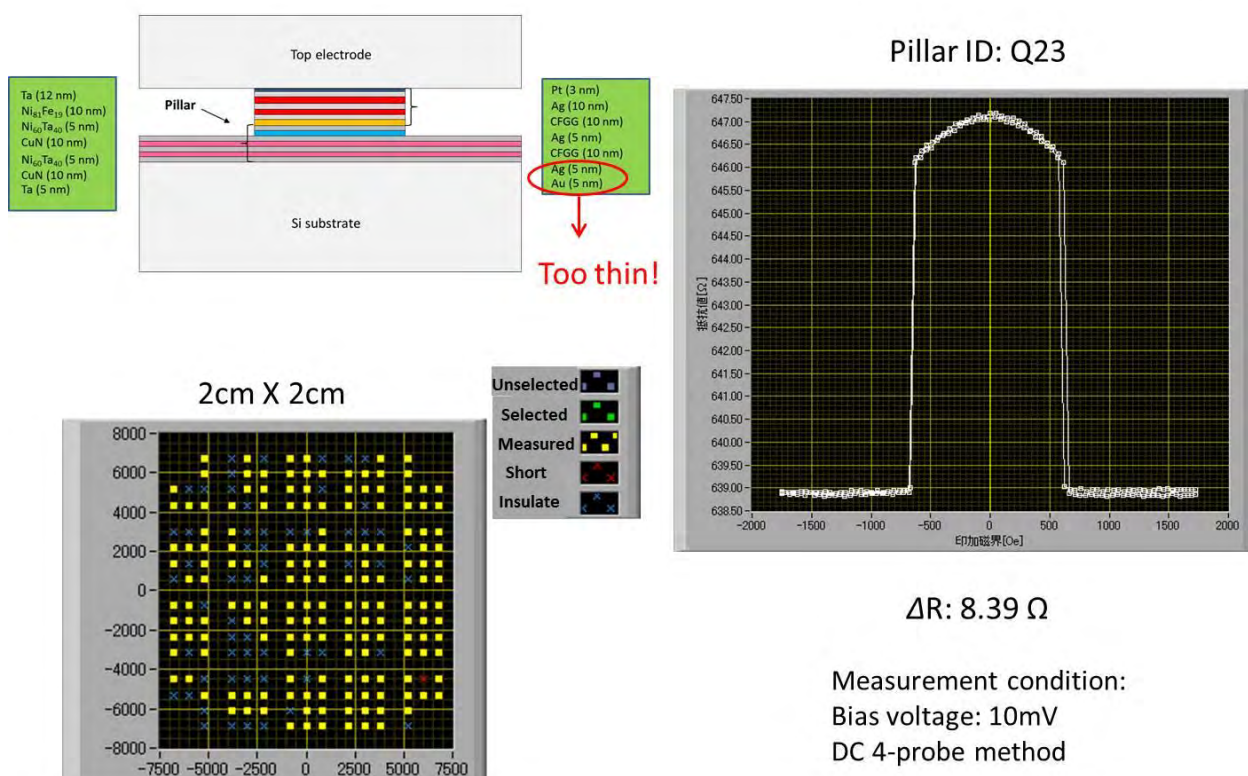 Top electrode
Pillar
Si substrate
Ta (12 nm)
Ni₈₁Fe₁₉ (10 nm)
Ni₆₀Ta₄₀ (5 nm)
CuN (10 nm)
Ni₆₀Ta₄₀ (5 nm)
CuN (10 nm)
Ta (5 nm)
Pt (3 nm)
Ag (10 nm)
CFGG (10 nm)
Ag (5 nm)
CFGG (10 nm)
Ag (5 nm)
Au (5 nm)
Too thin!
Pillar ID: Q23
647.50
647.00
646.50
646.00
645.50
645.00
644.50
644.00
643.50
643.00
642.50
642.00
641.50
641.00
640.50
640.00
639.50
639.00
638.50
抵抗値[Ω]
-2000 -1500 -1000 -500 0 500 1000 1500 2000
印加磁界[Oe]
2cm X 2cm
8000
6000
4000
2000
0
-2000
-4000
-6000
-8000
-7500 -5000 -2500 0 2500 5000 7500
Unselected
Selected
Measured
Short
Insulate
ΔR: 8.39 Ω
Measurement condition:
Bias voltage: 10mV
DC 4-probe method